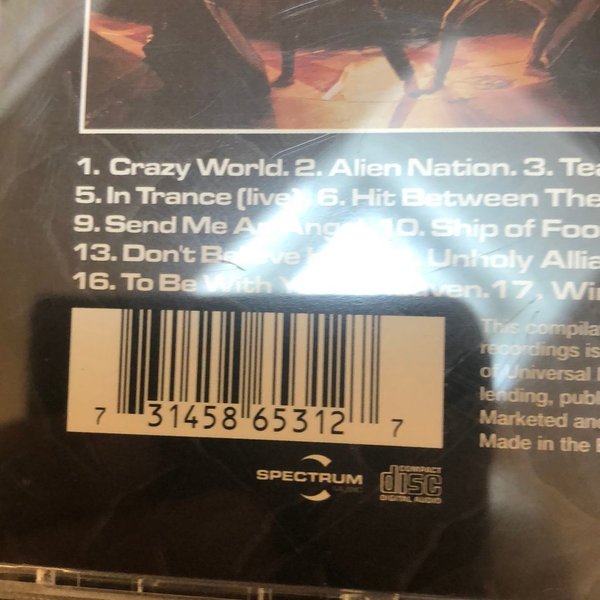 1. Crazy World. 2. Alien Nation. 3. Tea
5. In Trance (live). 6. Hit Between The
9. Send Me An Angel. 10. Ship of Foo
13. Don't Believe Unholy Allia
16. To Be With Heaven. 17. Win
This compila
recordings is
of Universal
lending, publ
Marketed and
Made in the
7 31458 65312 7
SPECTRUM
MUSIC
COMPACT
disc
DIGITAL AUDIO